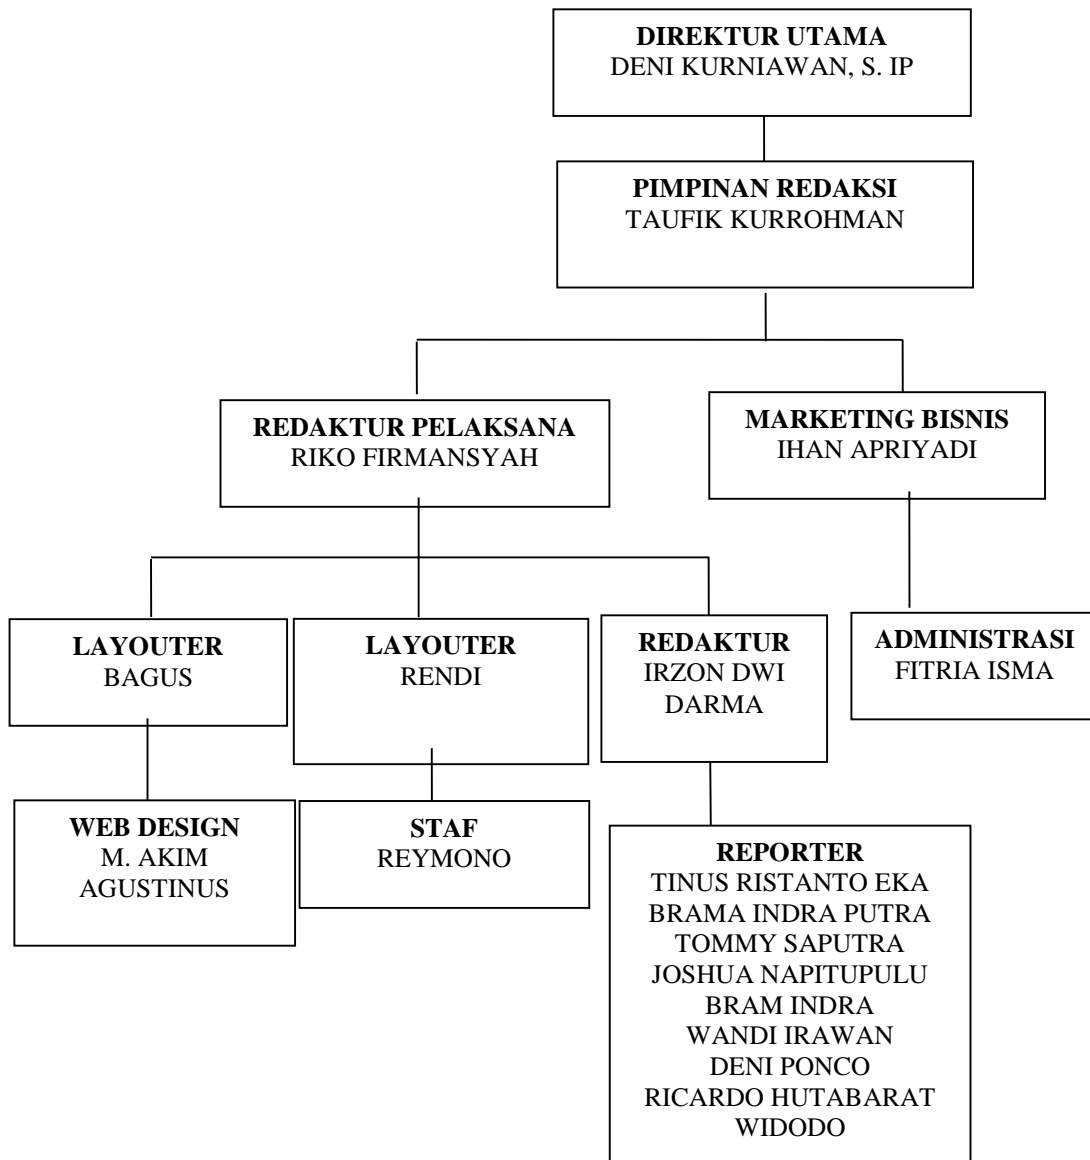 DIREKTUR UTAMA
DENI KURNIAWAN, S. IP
PIMPINAN REDAKSI
TAUFIK KURROHMAN
REDAKTUR PELAKSANA
RIKO FIRMANSYAH
MARKETING BISNIS
IHAN APRIYADI
LAYOUTER
BAGUS
LAYOUTER
RENDI
REDAKTUR
IRZON DWI
DARMA
ADMINISTRASI
FITRIA ISMA
WEB DESIGN
M. AKIM
AGUSTINUS
STAF
REYMONO
REPORTER
TINUS RISTANTO EKA
BRAMA INDRA PUTRA
TOMMY SAPUTRA
JOSHUA NAPITUPULU
BRAM INDRA
WANDI IRAWAN
DENI PONCO
RICARDO HUTABARAT
WIDODO